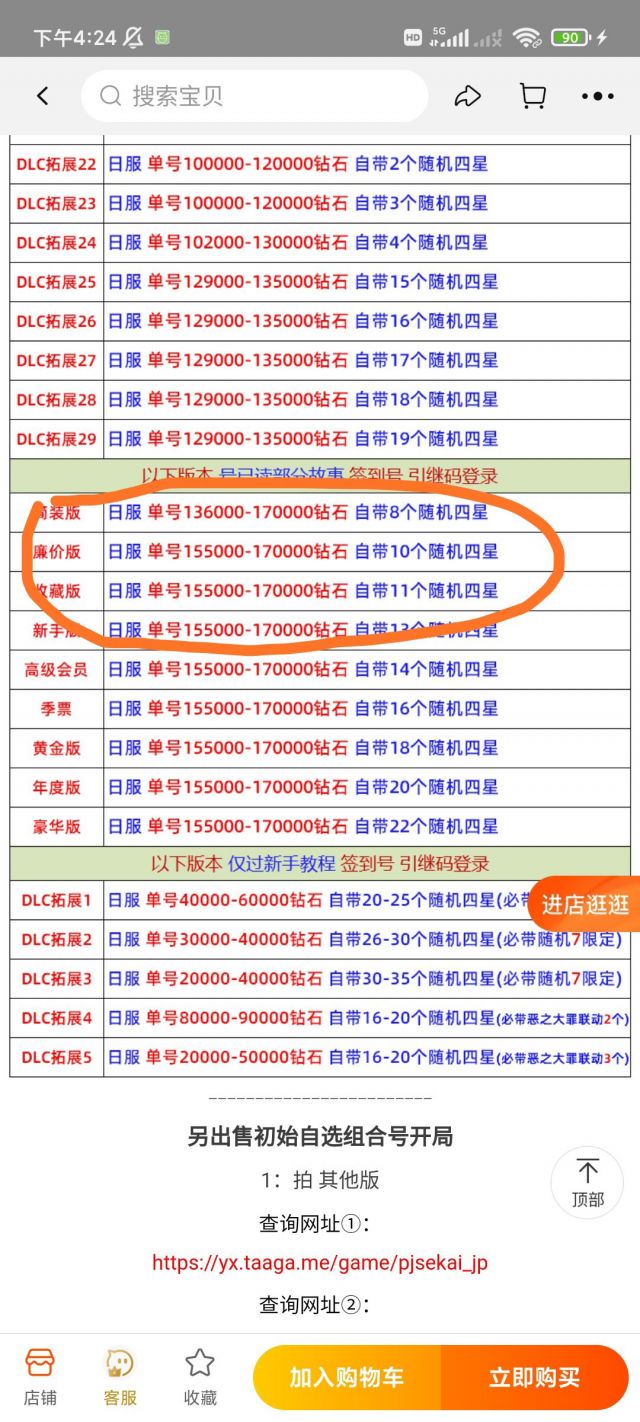 下午4:24
HD 5G 90
搜索宝贝
DLC拓展22 日服 单号100000-120000钻石 自带2个随机四星
DLC拓展23 日服 单号100000-120000钻石 自带3个随机四星
DLC拓展24 日服 单号102000-130000钻石 自带4个随机四星
DLC拓展25 日服 单号129000-135000钻石 自带15个随机四星
DLC拓展26 日服 单号129000-135000钻石 自带16个随机四星
DLC拓展27 日服 单号129000-135000钻石 自带17个随机四星
DLC拓展28 日服 单号129000-135000钻石 自带18个随机四星
DLC拓展29 日服 单号129000-135000钻石 自带19个随机四星
以下版本 号已读部分故事 签到号 引继码登录
简装版 日服 单号136000-170000钻石 自带8个随机四星
廉价版 日服 单号155000-170000钻石 自带10个随机四星
收藏版 日服 单号155000-170000钻石 自带11个随机四星
新手版 日服 单号155000-170000钻石 自带13个随机四星
高级会员 日服 单号155000-170000钻石 自带14个随机四星
季票 日服 单号155000-170000钻石 自带16个随机四星
黄金版 日服 单号155000-170000钻石 自带18个随机四星
年度版 日服 单号155000-170000钻石 自带20个随机四星
豪华版 日服 单号155000-170000钻石 自带22个随机四星
以下版本 仅过新手教程 签到号 引继码登录
DLC拓展1 日服 单号40000-60000钻石 自带20-25个随机四星(必带
进店逛逛
DLC拓展2 日服 单号30000-40000钻石 自带26-30个随机四星(必带随机7限定)
DLC拓展3 日服 单号20000-40000钻石 自带30-35个随机四星(必带随机7限定)
DLC拓展4 日服 单号80000-90000钻石 自带16-20个随机四星(必带恶之大罪联动2个)
DLC拓展5 日服 单号20000-50000钻石 自带16-20个随机四星(必带恶之大罪联动3个)
------------------------
另出售初始自选组合号开局
1：拍 其他版
顶部
查询网址①：
https://yx.taaga.me/game/pjsekai_jp
查询网址②：
店铺 客服 收藏 加入购物车 立即购买